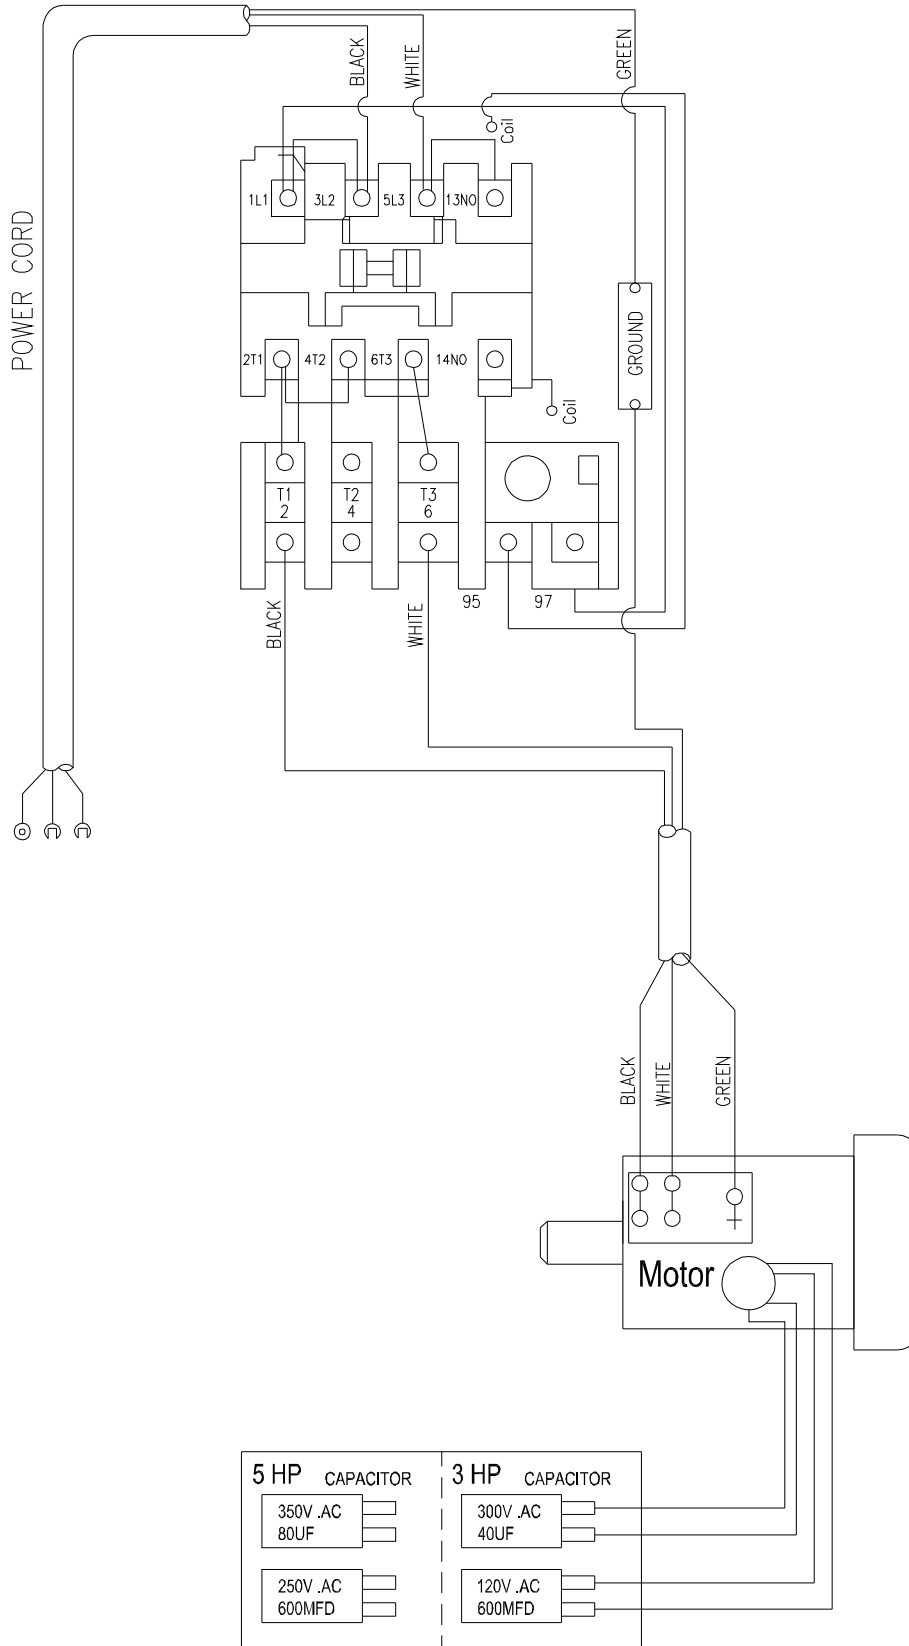 BLACK
WHITE
GREEN
Coil
1L1
3L2
5L3
13NO
POWER CORD
GROUND
2T1
4T2
6T3
14NO
Coil
T1
2
T2
4
T3
6
95
97
BLACK
WHITE
BLACK
WHITE
GREEN
Motor
5 HP CAPACITOR
350V .AC
80UF
250V .AC
600MFD
3 HP CAPACITOR
300V .AC
40UF
120V .AC
600MFD